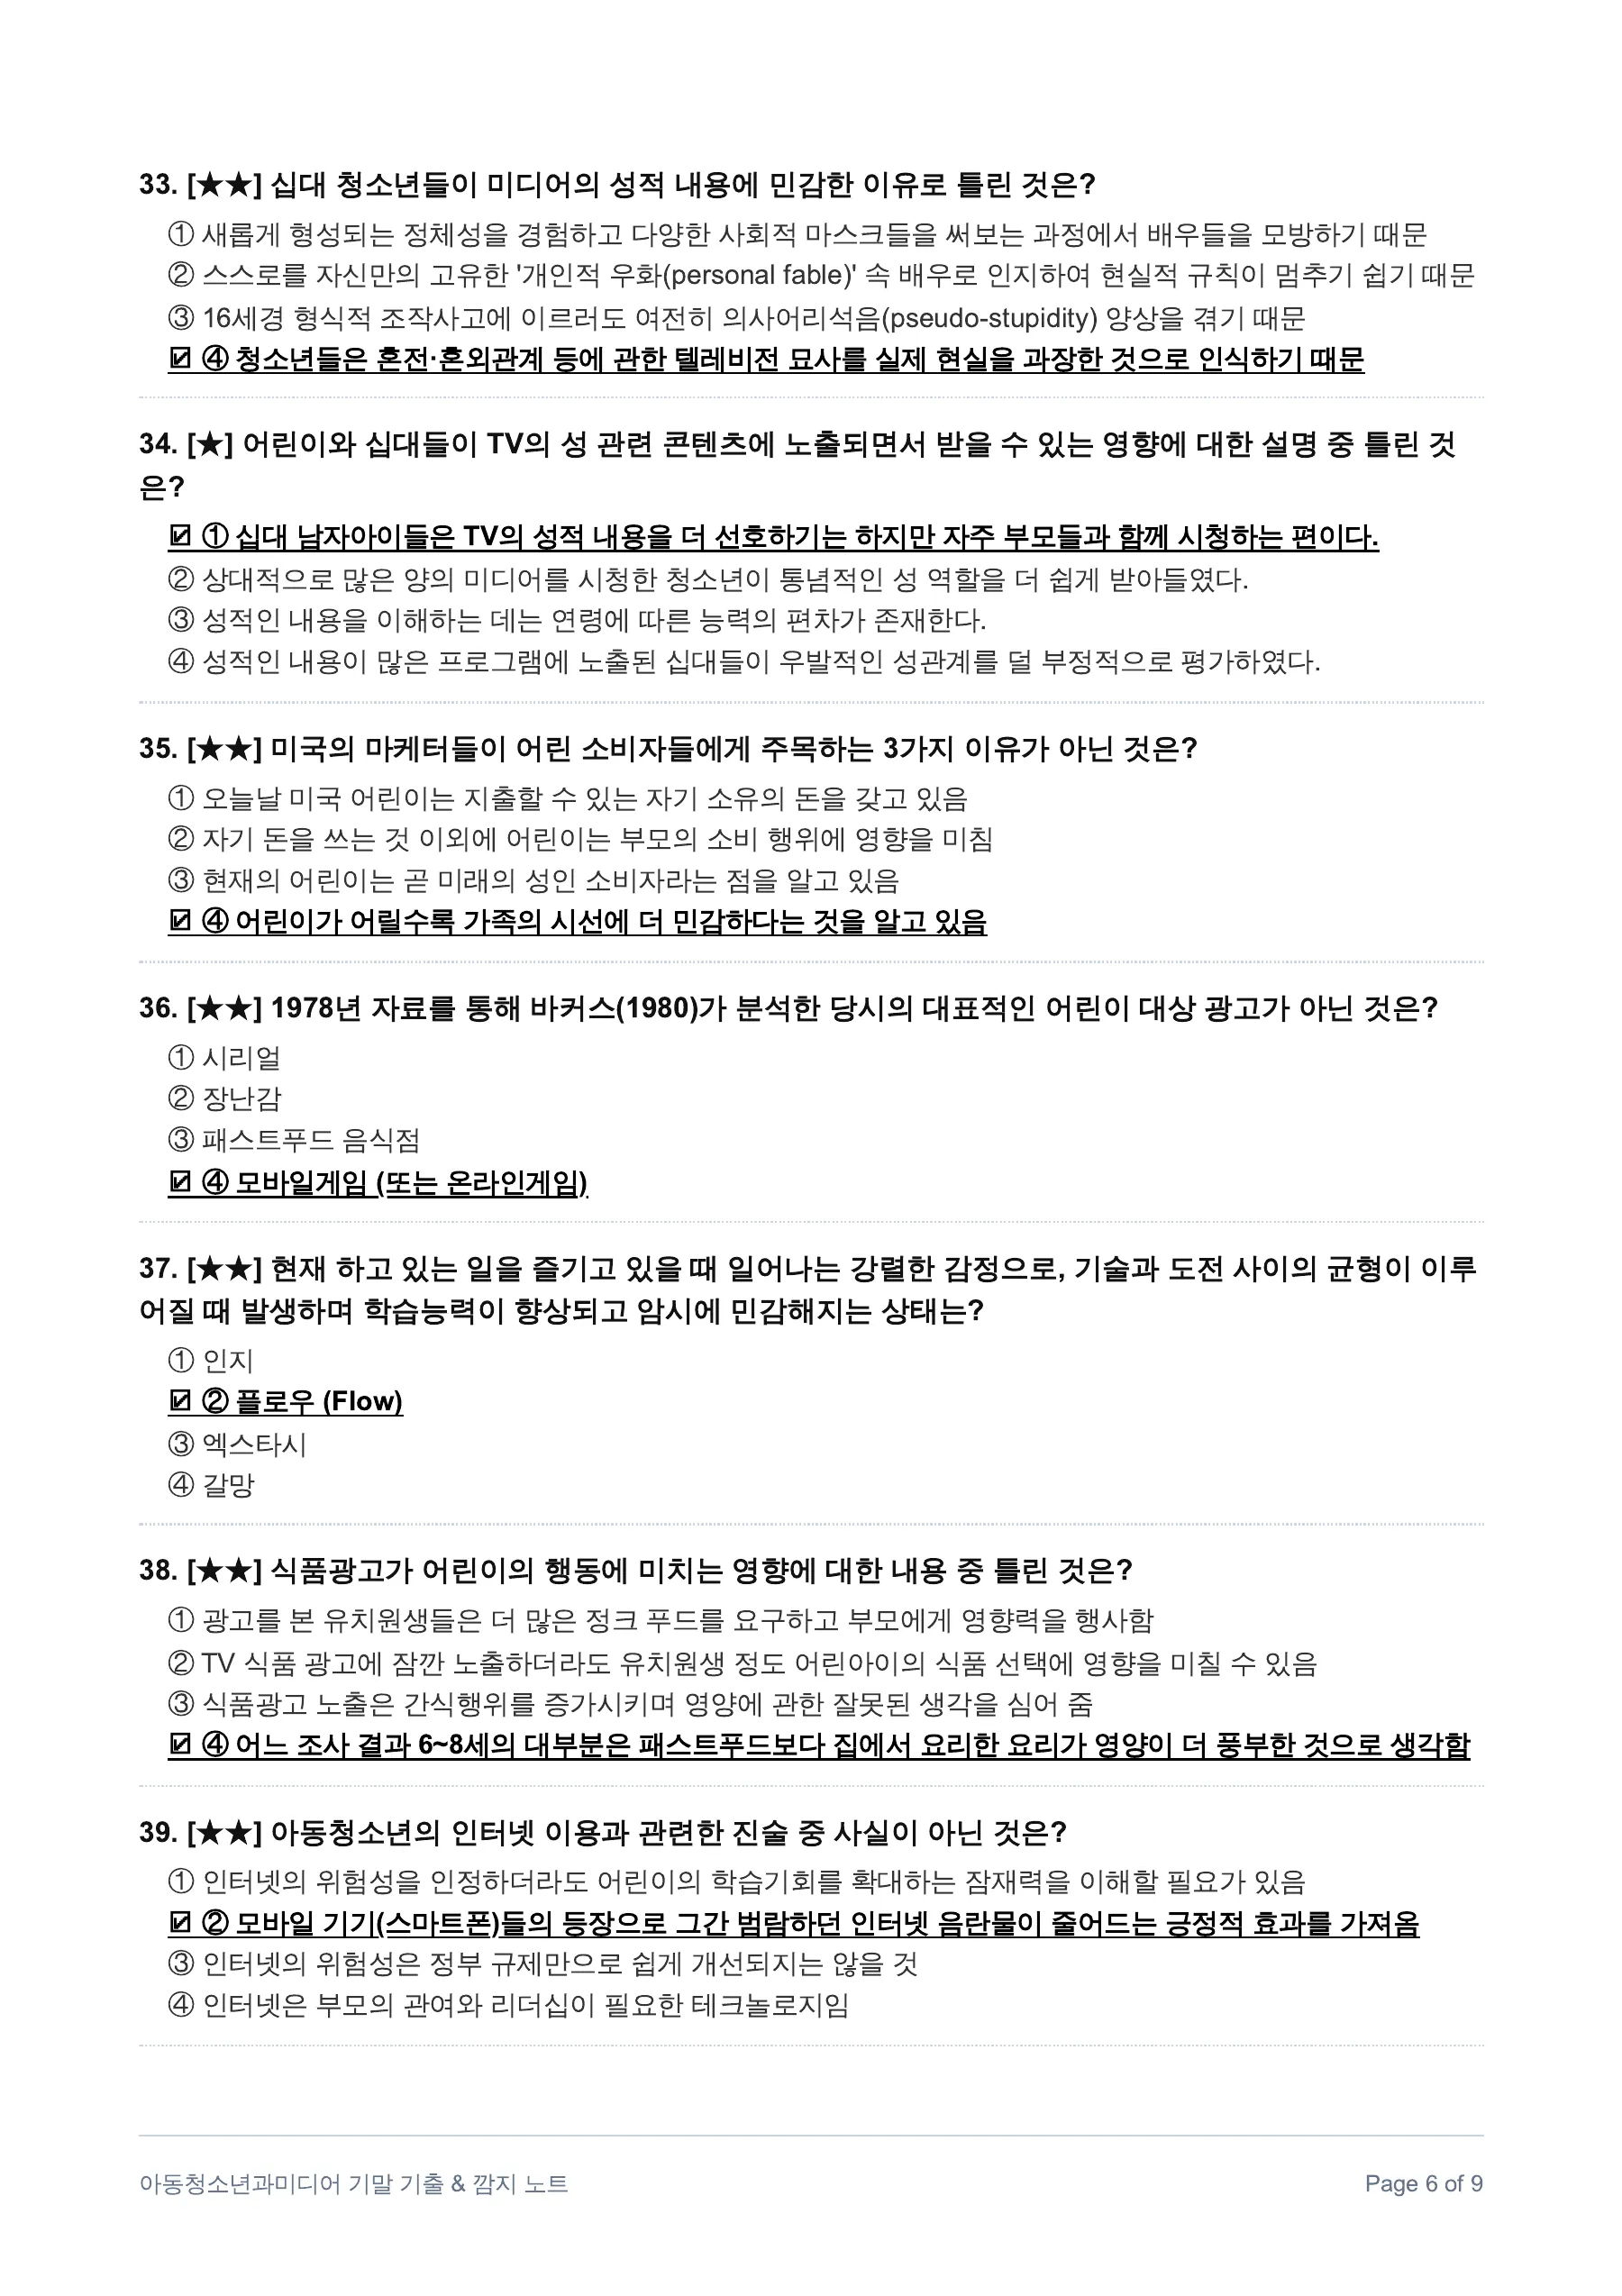 33. [★★] 십대 청소년들이 미디어의 성적 내용에 민감한 이유로 틀린 것은?
① 새롭게 형성되는 정체성을 경험하고 다양한 사회적 마스크들을 써보는 과정에서 배우들을 모방하기 때문
② 스스로를 자신만의 고유한 '개인적 우화(personal fable)' 속 배우로 인지하여 현실적 규칙이 멈추기 쉽기 때문
③ 16세경 형식적 조작사고에 이르러도 여전히 의사어리석음(pseudo-stupidity) 양상을 겪기 때문
☑ ④ 청소년들은 혼전·혼외관계 등에 관한 텔레비전 묘사를 실제 현실을 과장한 것으로 인식하기 때문
34. [★] 어린이와 십대들이 TV의 성 관련 콘텐츠에 노출되면서 받을 수 있는 영향에 대한 설명 중 틀린 것
은?
☑ ① 십대 남자아이들은 TV의 성적 내용을 더 선호하기는 하지만 자주 부모들과 함께 시청하는 편이다.
② 상대적으로 많은 양의 미디어를 시청한 청소년이 통념적인 성 역할을 더 쉽게 받아들였다.
③ 성적인 내용을 이해하는 데는 연령에 따른 능력의 편차가 존재한다.
④ 성적인 내용이 많은 프로그램에 노출된 십대들이 우발적인 성관계를 덜 부정적으로 평가하였다.
35. [★★] 미국의 마케터들이 어린 소비자들에게 주목하는 3가지 이유가 아닌 것은?
① 오늘날 미국 어린이는 지출할 수 있는 자기 소유의 돈을 갖고 있음
② 자기 돈을 쓰는 것 이외에 어린이는 부모의 소비 행위에 영향을 미침
③ 현재의 어린이는 곧 미래의 성인 소비자라는 점을 알고 있음
☑ ④ 어린이가 어릴수록 가족의 시선에 더 민감하다는 것을 알고 있음
36. [★★] 1978년 자료를 통해 바커스(1980)가 분석한 당시의 대표적인 어린이 대상 광고가 아닌 것은?
① 시리얼
② 장난감
③ 패스트푸드 음식점
☑ ④ 모바일게임 (또는 온라인게임)
37. [★★] 현재 하고 있는 일을 즐기고 있을 때 일어나는 강렬한 감정으로, 기술과 도전 사이의 균형이 이루
어질 때 발생하며 학습능력이 향상되고 암시에 민감해지는 상태는?
① 인지
☑ ② 플로우 (Flow)
③ 엑스타시
④ 갈망
38. [★★] 식품광고가 어린이의 행동에 미치는 영향에 대한 내용 중 틀린 것은?
① 광고를 본 유치원생들은 더 많은 정크 푸드를 요구하고 부모에게 영향력을 행사함
② TV 식품 광고에 잠깐 노출하더라도 유치원생 정도 어린아이의 식품 선택에 영향을 미칠 수 있음
③ 식품광고 노출은 간식행위를 증가시키며 영양에 관한 잘못된 생각을 심어 줌
☑ ④ 어느 조사 결과 6~8세의 대부분은 패스트푸드보다 집에서 요리한 요리가 영양이 더 풍부한 것으로 생각함
39. [★★] 아동청소년의 인터넷 이용과 관련한 진술 중 사실이 아닌 것은?
① 인터넷의 위험성을 인정하더라도 어린이의 학습기회를 확대하는 잠재력을 이해할 필요가 있음
☑ ② 모바일 기기(스마트폰)들의 등장으로 그간 범람하던 인터넷 음란물이 줄어드는 긍정적 효과를 가져옴
③ 인터넷의 위험성은 정부 규제만으로 쉽게 개선되지는 않을 것
④ 인터넷은 부모의 관여와 리더십이 필요한 테크놀로지임
아동청소년과미디어 기말 기출 & 깜지 노트
Page 6 of 9